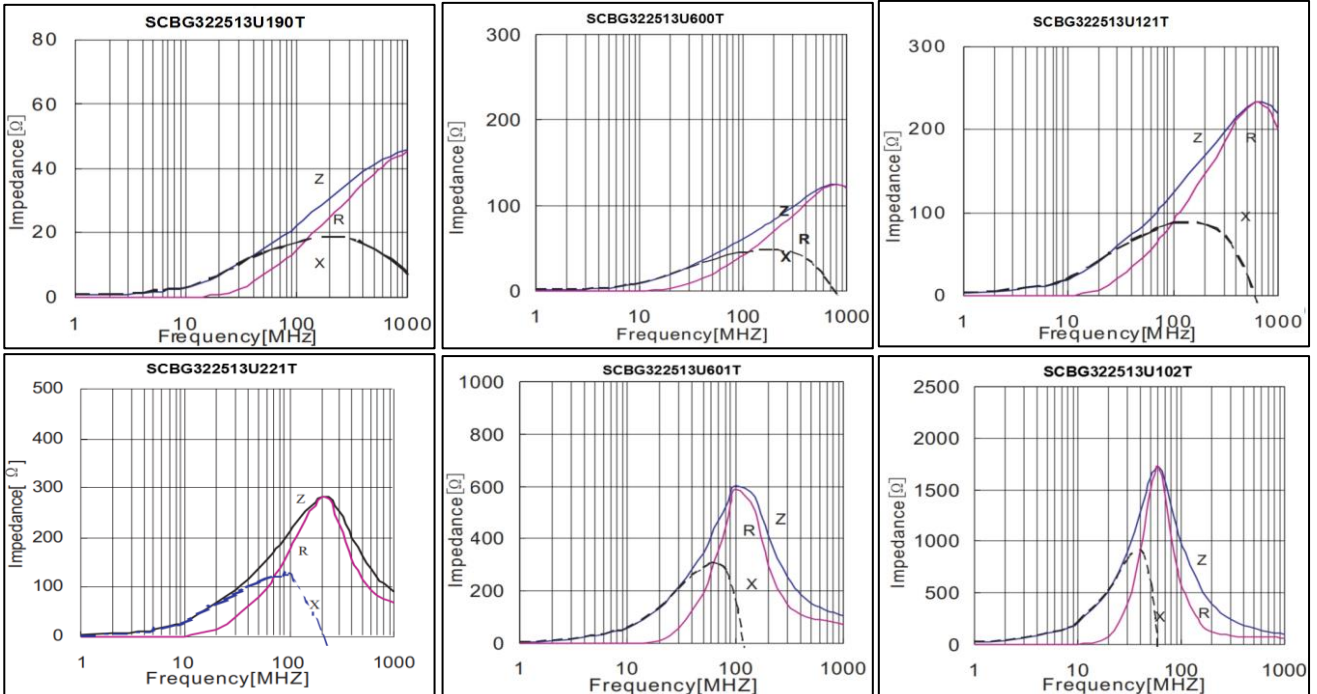 SCBG322513U190T
80
60
40
20
0
Impedance[Ω]
Z
R
X
1 10 100 1000
Frequency[MHz]
SCBG322513U600T
300
200
100
0
Impedance[Ω]
Z
R
X
1 10 100 1000
Frequency[MHZ]
SCBG322513U121T
300
200
100
0
Impedance[Ω]
Z R
X
1 10 100 1000
Frequency[MHZ]
SCBG322513U221T
500
400
300
200
100
0
Impedance[Ω]
Z
R
X
1 10 100 1000
Frequency[MHZ]
SCBG322513U601T
1000
800
600
400
200
0
Impedance[Ω]
Z
R
X
1 10 100 1000
Frequency[MHZ]
SCBG322513U102T
2500
2000
1500
1000
500
0
Impedance[Ω]
Z
X R
1 10 100 1000
Frequency[MHZ]